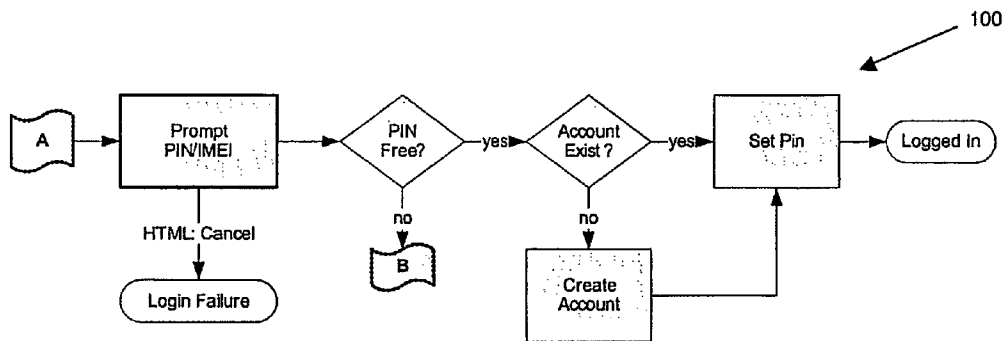 100
A
Prompt
PIN/IMEI
PIN
Free?
yes
Account
Exist ?
yes
Set Pin
Logged In
HTML: Cancel
no
no
B
Login Failure
Create
Account